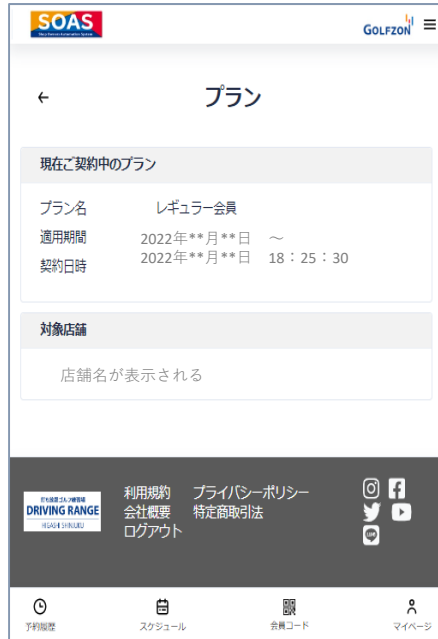 SOAS
GOLFZON
← プラン
現在ご契約中のプラン
プラン名 レギュラー会員
適用期間 2022年**月**日 ～
契約日時 2022年**月**日 18：25：30
対象店舗
店舗名が表示される
DRIVING RANGE
HIGASHI SHINJUKU
利用規約 プライバシーポリシー
会社概要 特定商取引法
ログアウト
LINE
予約履歴 スケジュール 会員コード マイページ